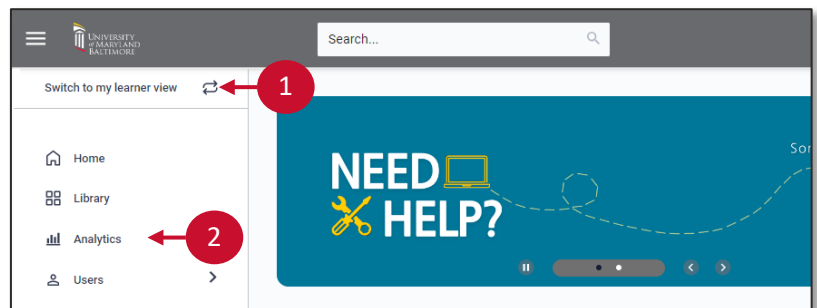 UNIVERSITY
of MARYLAND
BALTIMORE
Search...
Switch to my learner view
1
Home
Library
Analytics
2
Users
NEED
HELP?